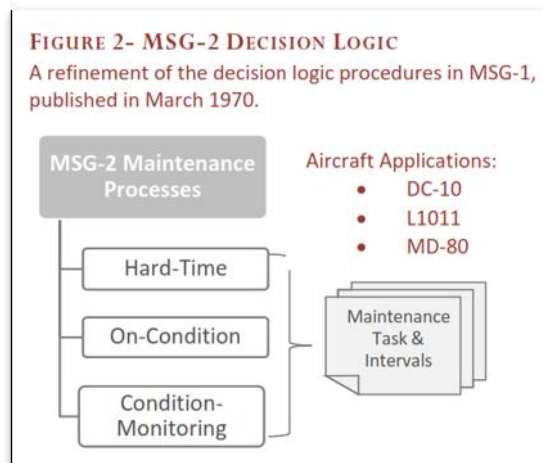 FIGURE 2- MSG-2 DECISION LOGIC
A refinement of the decision logic procedures in MSG-1,
published in March 1970.
MSG-2 Maintenance
Processes
Hard-Time
On-Condition
Condition-
Monitoring
Aircraft Applications:
• DC-10
• L1011
• MD-80
Maintenance
Task &
Intervals